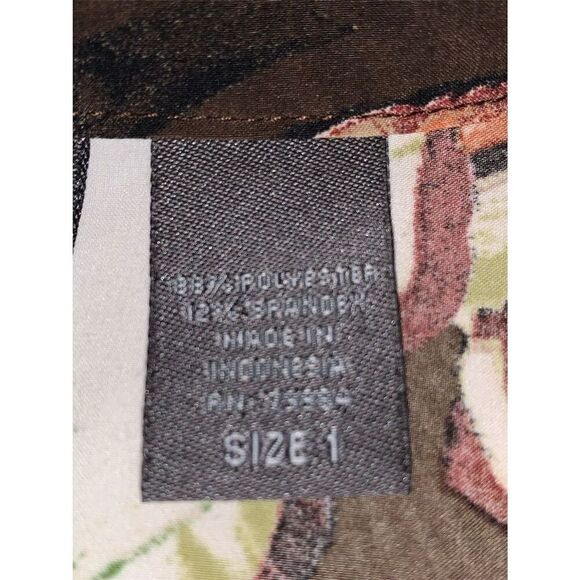 88% POLYESTER
12% SPANDEX
MADE IN
INDONESIA
RN
SIZE 1